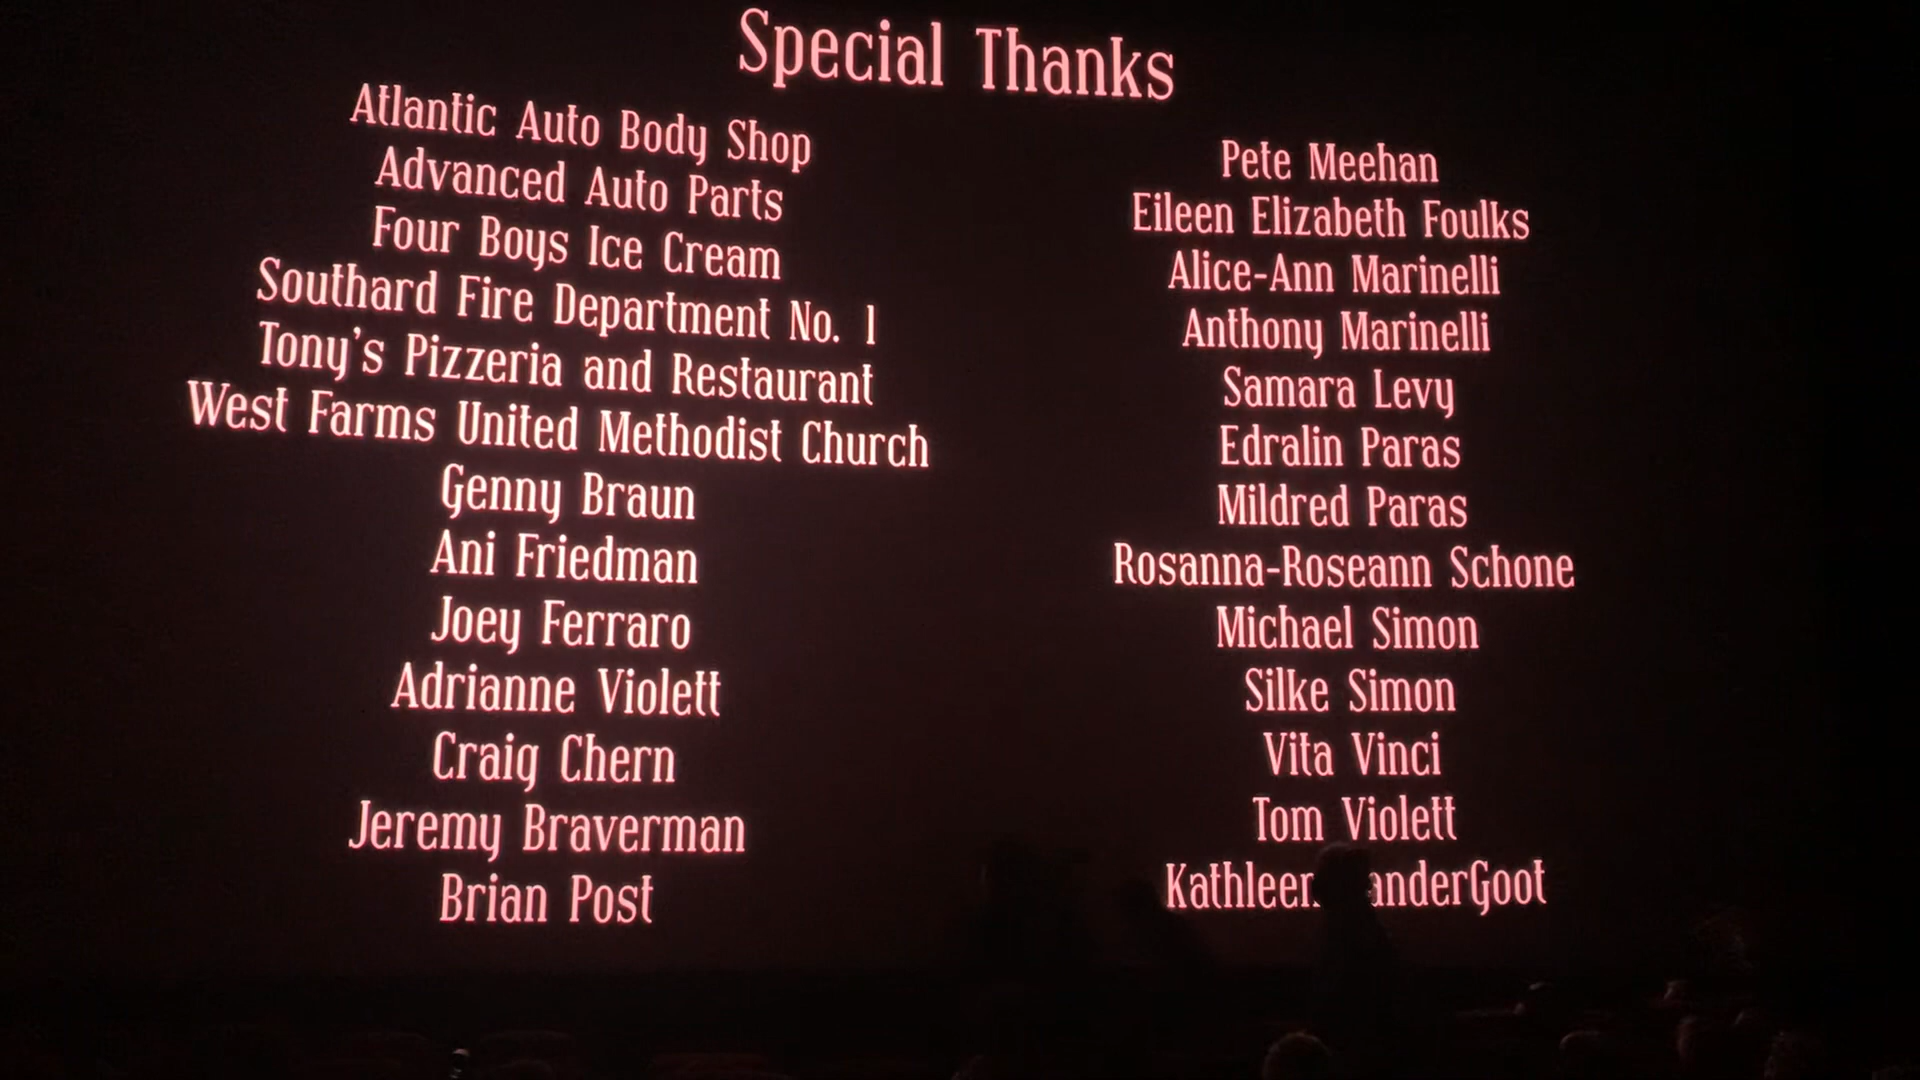 Special Thanks
Atlantic Auto Body Shop
Advanced Auto Parts
Four Boys Ice Cream
Southard Fire Department No. 1
Tony's Pizzeria and Restaurant
West Farms United Methodist Church
Genny Braun
Ani Friedman
Joey Ferraro
Adrianne Violett
Craig Chern
Jeremy Braverman
Brian Post
Pete Meehan
Eileen Elizabeth Foulks
Alice-Ann Marinelli
Anthony Marinelli
Samara Levy
Edralin Paras
Mildred Paras
Rosanna-Roseann Schone
Michael Simon
Silke Simon
Vita Vinci
Tom Violett
Kathleen